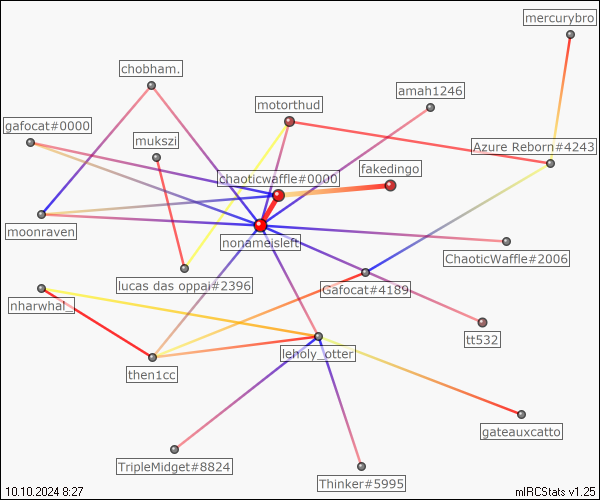 mercurybro
chobham.
amah1246
motorthud
gafocat#0000
mukszi
Azure Reborn#4243
fakedingo
chaoticwaffle#0000
moonraven
nonameisleft
ChaoticWaffle#2006
lucas das oppai#2396
Gafocat#4189
nharwhal_
tt532
leholy_otter
then1cc
gateauxcatto
TripleMidget#8824
Thinker#5995
10.10.2024 8:27
mIRCStats v1.25